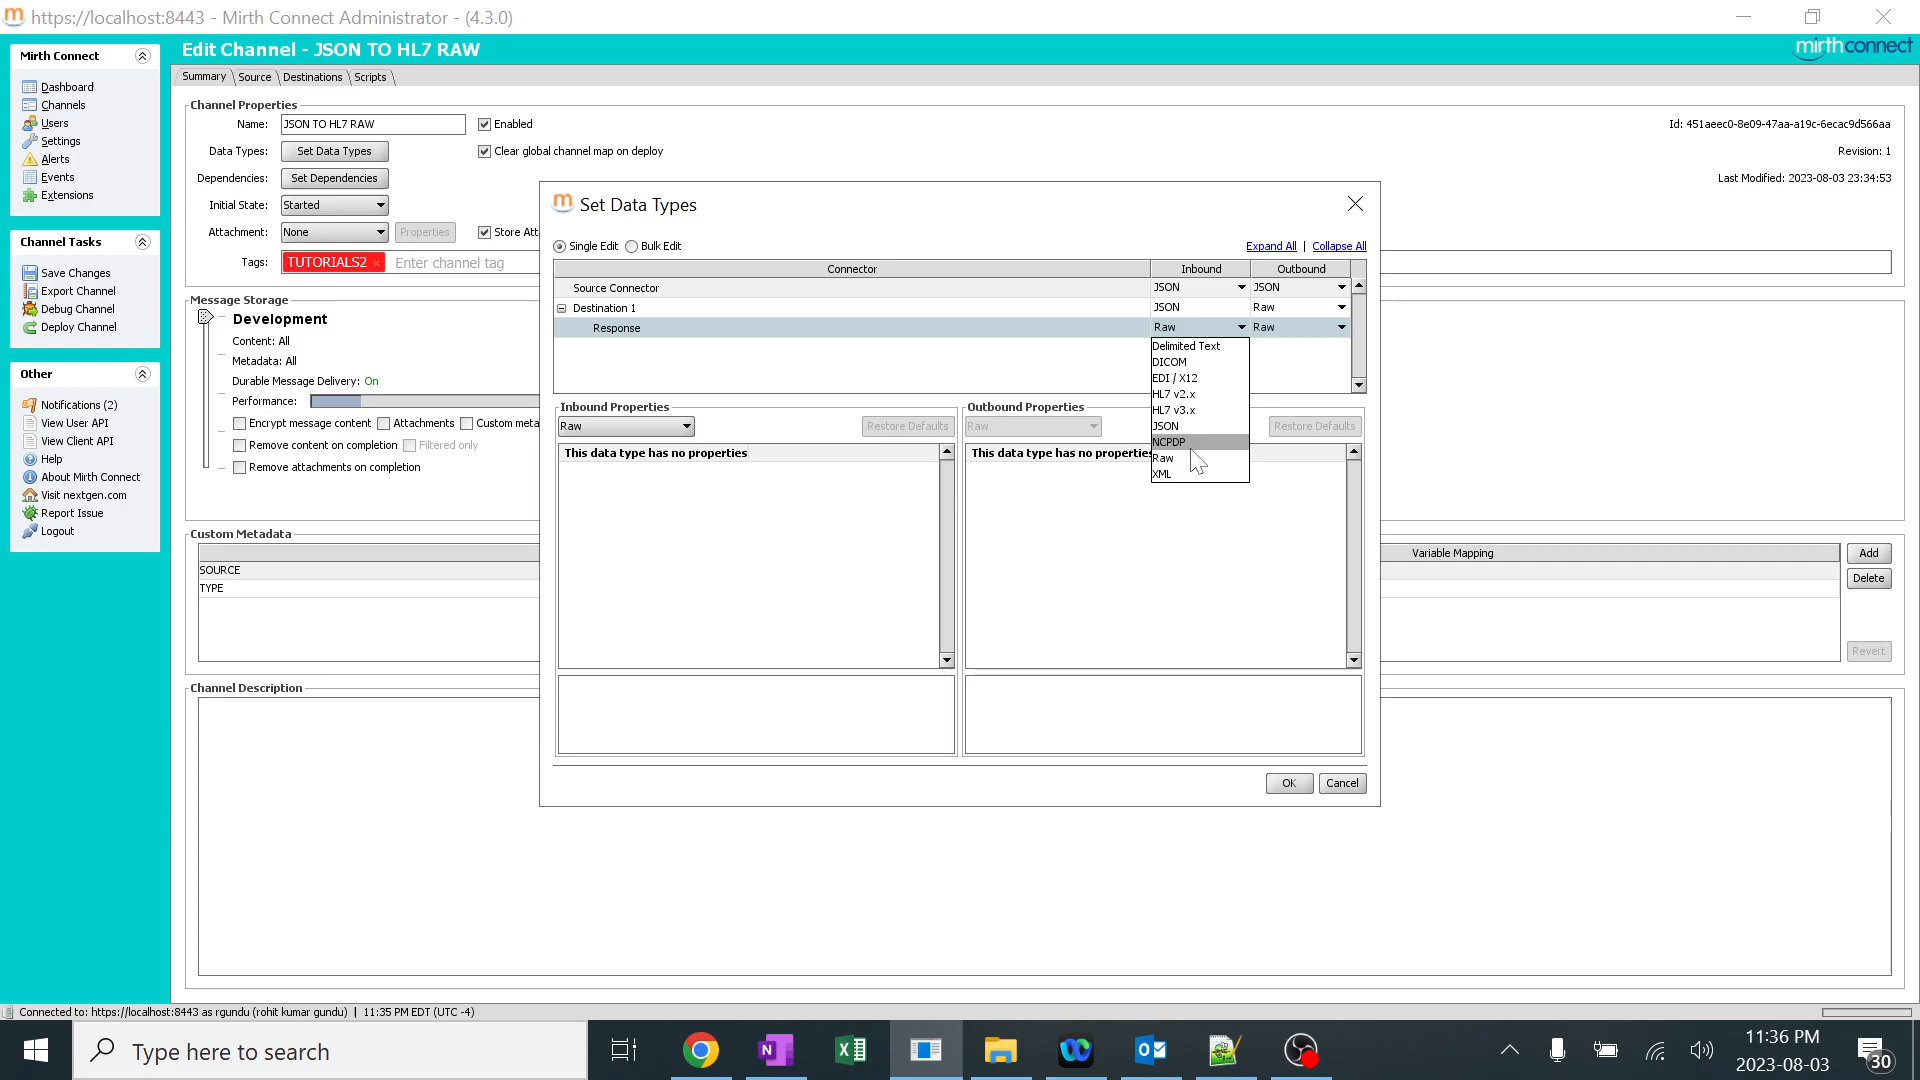 https://localhost:8443 - Mirth Connect Administrator - (4.3.0)
Mirth Connect
Dashboard
Channels
Users
Settings
Alerts
Events
Extensions
Channel Tasks
Save Changes
Export Channel
Debug Channel
Deploy Channel
Other
Notifications (2)
View User API
View Client API
Help
About Mirth Connect
Visit nextgen.com
Report Issue
Logout
Edit Channel - JSON TO HL7 RAW
mirthconnect
Summary Source Destinations Scripts
Channel Properties
Name: JSON TO HL7 RAW Enabled
Id: 451aeec0-8e09-47aa-a19c-6ecac9d566aa
Data Types: Set Data Types Clear global channel map on deploy
Revision: 1
Dependencies: Set Dependencies
Last Modified: 2023-08-03 23:34:53
Initial State: Started
Attachment: None Properties Store Att
Tags: TUTORIALS2 × Enter channel tag
Message Storage
Development
Content: All
Metadata: All
Durable Message Delivery: On
Performance:
Encrypt message content Attachments Custom meta
Remove content on completion Filtered only
Remove attachments on completion
Custom Metadata
Variable Mapping
SOURCE
TYPE
Add
Delete
Revert
Channel Description
Set Data Types
Single Edit Bulk Edit
Expand All | Collapse All
Connector Inbound Outbound
Source Connector JSON JSON
Destination 1 JSON Raw
Response Raw Raw
Delimited Text
DICOM
EDI / X12
HL7 v2.x
HL7 v3.x
JSON
NCPDP
Raw
XML
Inbound Properties
Raw Restore Defaults
This data type has no properties
Outbound Properties
Raw Restore Defaults
This data type has no properties
OK Cancel
Connected to: https://localhost:8443 as rgundu (rohit kumar gundu) | 11:35 PM EDT (UTC -4)
Type here to search
11:36 PM
2023-08-03
30